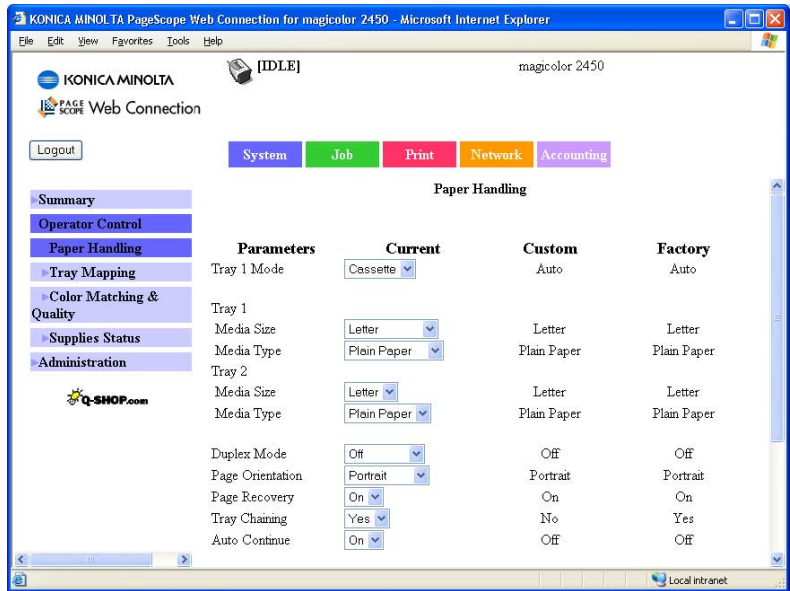 KONICA MINOLTA PageScope Web Connection for magicolor 2450 - Microsoft Internet Explorer
File Edit View Favorites Tools Help
KONICA MINOLTA
[IDLE]
magicolor 2450
PAGE SCOPE Web Connection
Logout
System Job Print Network Accounting
Summary
Operator Control
Paper Handling
Tray Mapping
Color Matching &
Quality
Supplies Status
Administration
Q-SHOP.com
Paper Handling
Parameters Current Custom Factory
Tray 1 Mode Cassette Auto Auto
Tray 1
Media Size Letter Letter Letter
Media Type Plain Paper Plain Paper Plain Paper
Tray 2
Media Size Letter Letter Letter
Media Type Plain Paper Plain Paper Plain Paper
Duplex Mode Off Off Off
Page Orientation Portrait Portrait Portrait
Page Recovery On On On
Tray Chaining Yes No Yes
Auto Continue On Off Off
Local intranet